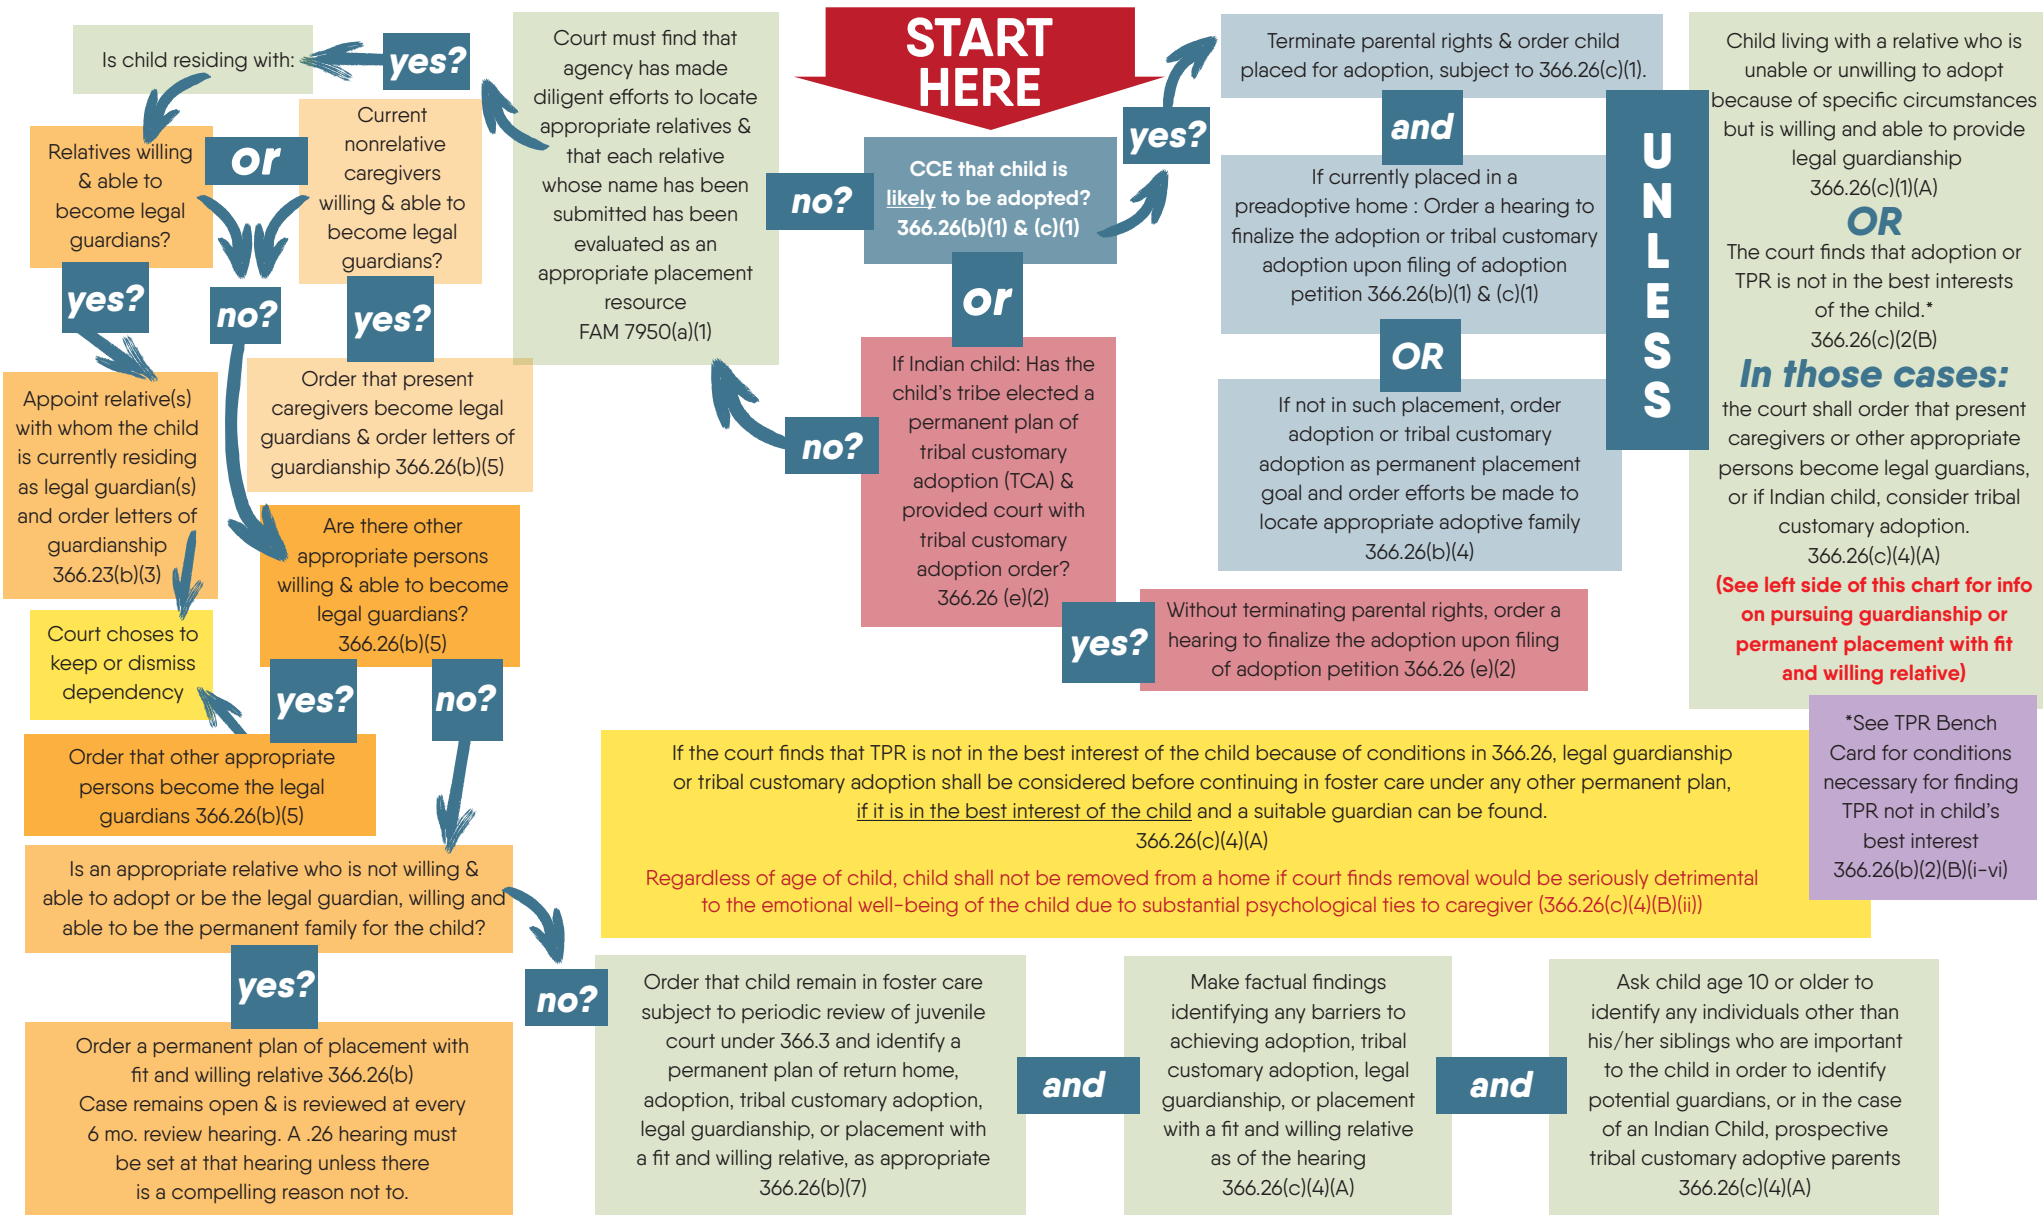 START
HERE
CCE that child is
likely to be adopted?
366.26(b)(1) & (c)(1)
yes?
Terminate parental rights & order child
placed for adoption, subject to 366.26(c)(1).
and
If currently placed in a
preadoptive home : Order a hearing to
finalize the adoption or tribal customary
adoption upon filing of adoption
petition 366.26(b)(1) & (c)(1)
OR
If not in such placement, order
adoption or tribal customary
adoption as permanent placement
goal and order efforts be made to
locate appropriate adoptive family
366.26(b)(4)
U
N
L
E
S
S
Child living with a relative who is
unable or unwilling to adopt
because of specific circumstances
but is willing and able to provide
legal guardianship
366.26(c)(1)(A)
OR
The court finds that adoption or
TPR is not in the best interests
of the child.*
366.26(c)(2(B)
In those cases:
the court shall order that present
caregivers or other appropriate
persons become legal guardians,
or if Indian child, consider tribal
customary adoption.
366.26(c)(4)(A)
(See left side of this chart for info
on pursuing guardianship or
permanent placement with fit
and willing relative)
*See TPR Bench
Card for conditions
necessary for finding
TPR not in child's
best interest
366.26(b)(2)(B)(i-vi)
or
If Indian child: Has the
child's tribe elected a
permanent plan of
tribal customary
adoption (TCA) &
provided court with
tribal customary
adoption order?
366.26 (e)(2)
yes?
Without terminating parental rights, order a
hearing to finalize the adoption upon filing
of adoption petition 366.26 (e)(2)
no?
no?
Court must find that
agency has made
diligent efforts to locate
appropriate relatives &
that each relative
whose name has been
submitted has been
evaluated as an
appropriate placement
resource
FAM 7950(a)(1)
yes?
Is child residing with:
Relatives willing
& able to
become legal
guardians?
or
Current
nonrelative
caregivers
willing & able to
become legal
guardians?
yes?
no?
yes?
Appoint relative(s)
with whom the child
is currently residing
as legal guardian(s)
and order letters of
guardianship
366.23(b)(3)
Order that present
caregivers become legal
guardians & order letters of
guardianship 366.26(b)(5)
Are there other
appropriate persons
willing & able to become
legal guardians?
366.26(b)(5)
Court choses to
keep or dismiss
dependency
yes?
no?
Order that other appropriate
persons become the legal
guardians 366.26(b)(5)
Is an appropriate relative who is not willing &
able to adopt or be the legal guardian, willing and
able to be the permanent family for the child?
yes?
Order a permanent plan of placement with
fit and willing relative 366.26(b)
Case remains open & is reviewed at every
6 mo. review hearing. A .26 hearing must
be set at that hearing unless there
is a compelling reason not to.
no?
Order that child remain in foster care
subject to periodic review of juvenile
court under 366.3 and identify a
permanent plan of return home,
adoption, tribal customary adoption,
legal guardianship, or placement with
a fit and willing relative, as appropriate
366.26(b)(7)
and
Make factual findings
identifying any barriers to
achieving adoption, tribal
customary adoption, legal
guardianship, or placement
with a fit and willing relative
as of the hearing
366.26(c)(4)(A)
and
Ask child age 10 or older to
identify any individuals other than
his/her siblings who are important
to the child in order to identify
potential guardians, or in the case
of an Indian Child, prospective
tribal customary adoptive parents
366.26(c)(4)(A)
If the court finds that TPR is not in the best interest of the child because of conditions in 366.26, legal guardianship
or tribal customary adoption shall be considered before continuing in foster care under any other permanent plan,
if it is in the best interest of the child and a suitable guardian can be found.
366.26(c)(4)(A)
Regardless of age of child, child shall not be removed from a home if court finds removal would be seriously detrimental
to the emotional well-being of the child due to substantial psychological ties to caregiver (366.26(c)(4)(B)(ii))